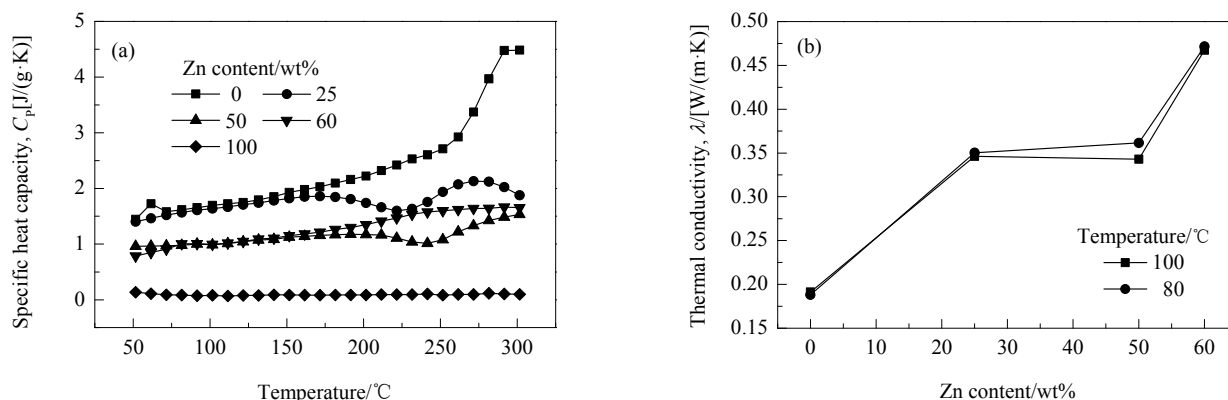 (a)
Zn content/wt%
0 25
50 60
100
Specific heat capacity, Cp[J/(g·K)]
5
4
3
2
1
0
50 100 150 200 250 300
Temperature/℃
(b)
Temperature/℃
100
80
Thermal conductivity, λ/[W/(m·K)]
0.50
0.45
0.40
0.35
0.30
0.25
0.20
0.15
0 10 20 30 40 50 60
Zn content/wt%